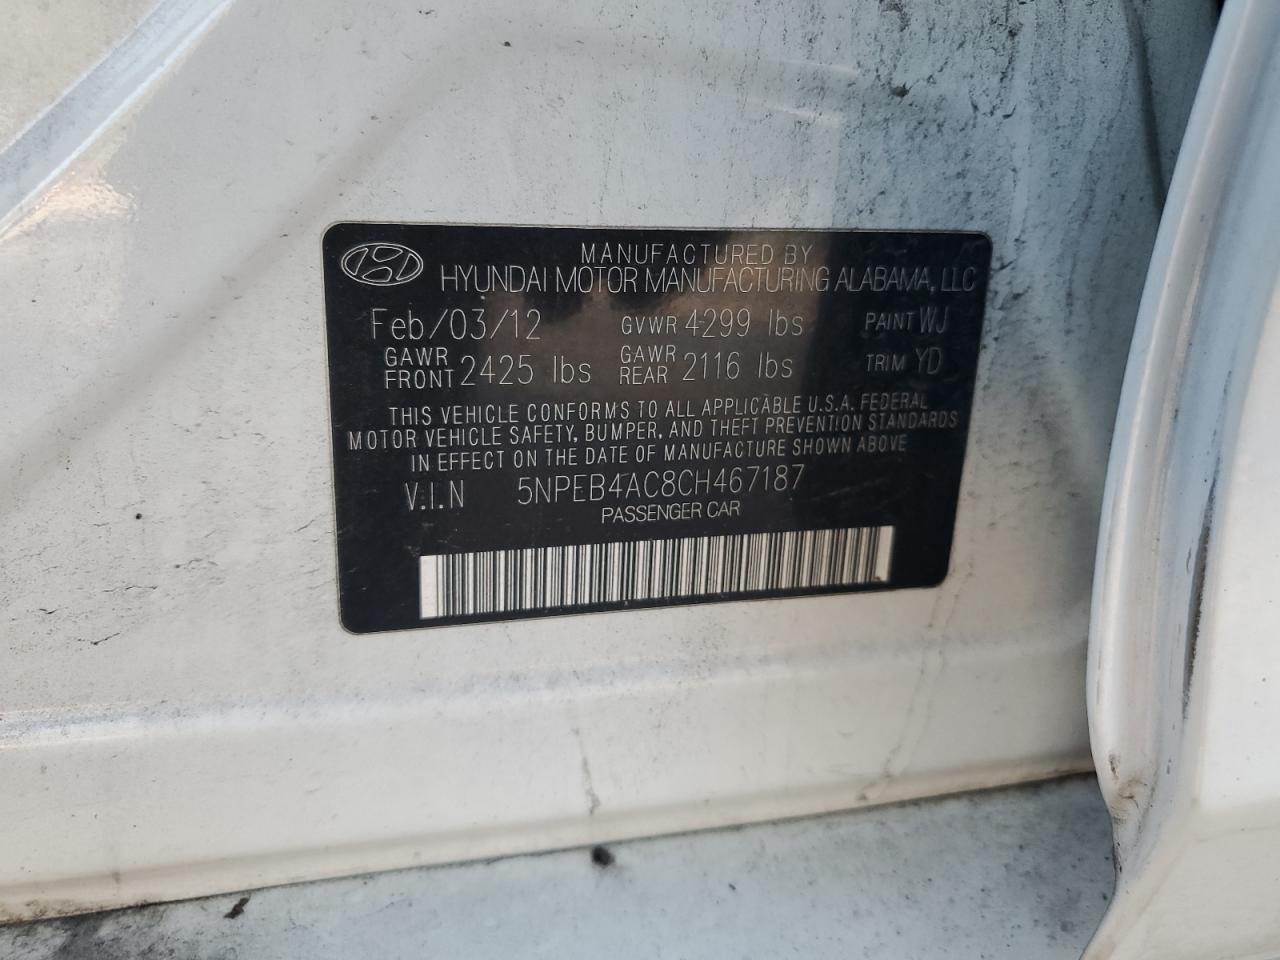 MANUFACTURED BY
HYUNDAI MOTOR MANUFACTURING ALABAMA, LLC
Feb/03/12 GVWR 4299 lbs PAINT WJ
GAWR FRONT 2425 lbs GAWR REAR 2116 lbs TRIM YD
THIS VEHICLE CONFORMS TO ALL APPLICABLE U.S.A. FEDERAL
MOTOR VEHICLE SAFETY, BUMPER, AND THEFT PREVENTION STANDARDS
IN EFFECT ON THE DATE OF MANUFACTURE SHOWN ABOVE
V.I.N 5NPEB4AC8CH467187
PASSENGER CAR